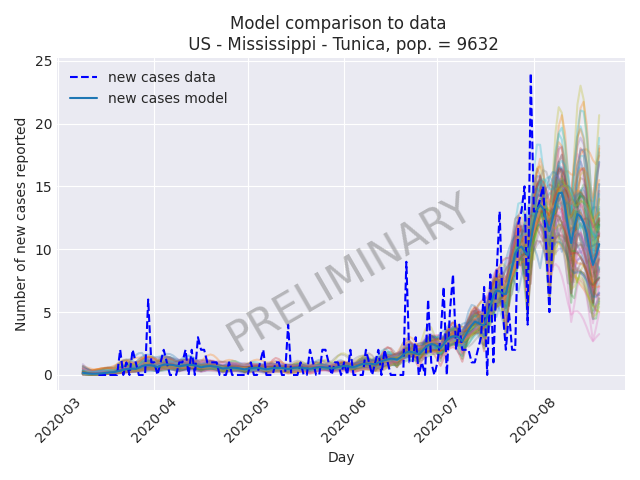 Model comparison to data
US - Mississippi - Tunica, pop. = 9632
new cases data
new cases model
Number of new cases reported
25
20
15
10
5
0
PRELIMINARY
2020-03
2020-04
2020-05
2020-06
2020-07
2020-08
Day